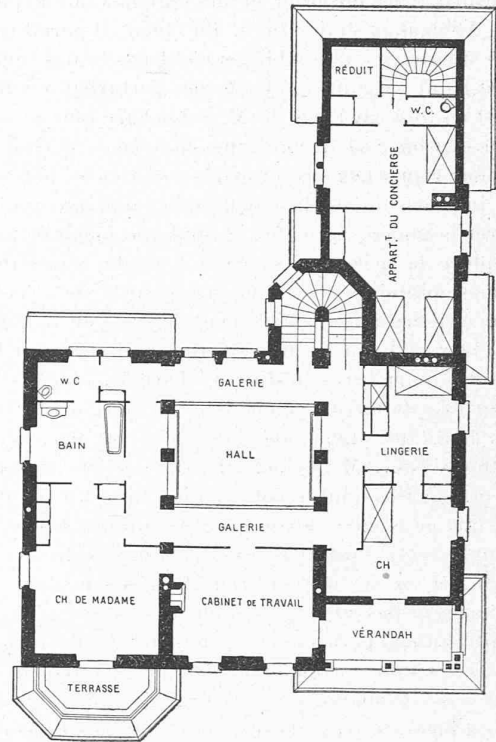 RÉDUIT
W.C.
APPART.T DU CONCIERGE
GALERIE
W C
BAIN
HALL
LINGERIE
GALERIE
CH
CH DE MADAME
CABINET DE TRAVAIL
VÉRANDAH
TERRASSE